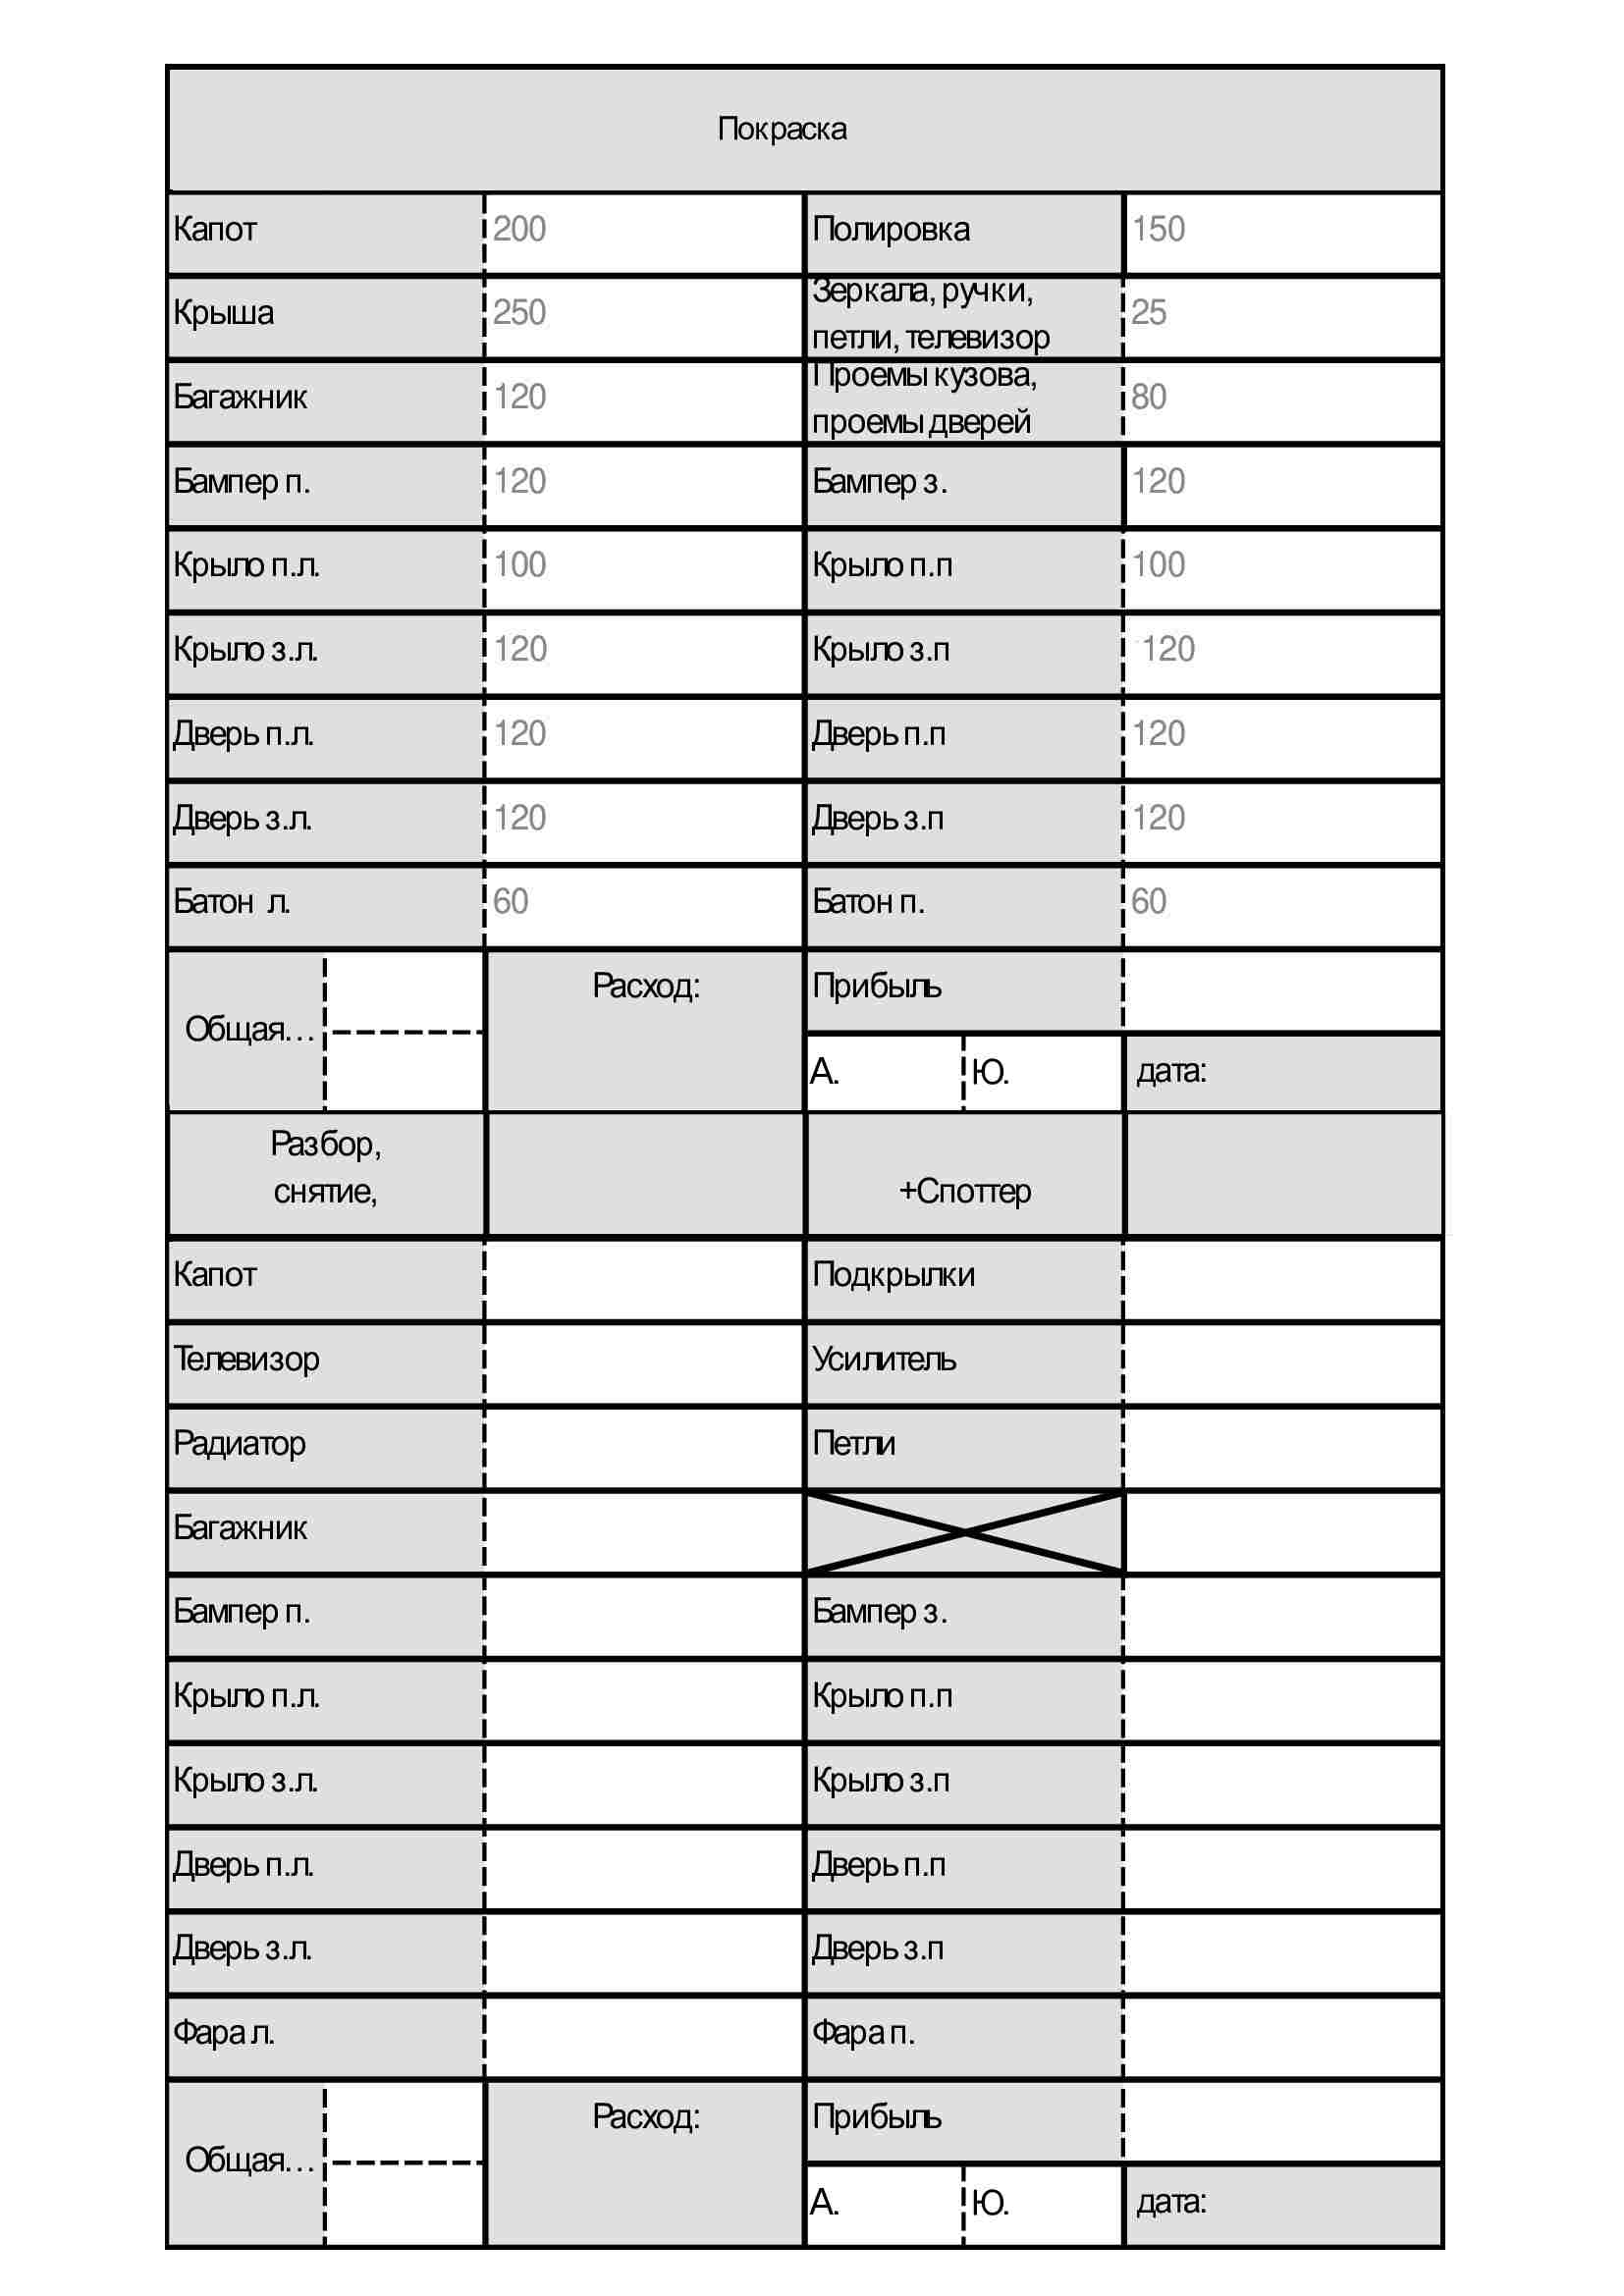 Покраска
Капот 200 Полировка 150
Крыша 250 Зеркала, ручки,
петли, телевизор 25
Багажник 120 Проемы кузова,
проемы дверей 80
Бампер п. 120 Бампер з. 120
Крыло п.л. 100 Крыло п.п 100
Крыло з.л. 120 Крыло з.п 120
Дверь п.л. 120 Дверь п.п 120
Дверь з.л. 120 Дверь з.п 120
Батон л. 60 Батон п. 60
Общая... Расход: Прибыль
А. Ю. дата:
Разбор,
снятие, +Споттер
Капот Подкрылки
Телевизор Усилитель
Радиатор Петли
Багажник
Бампер п. Бампер з.
Крыло п.л. Крыло п.п
Крыло з.л. Крыло з.п
Дверь п.л. Дверь п.п
Дверь з.л. Дверь з.п
Фара л. Фара п.
Общая... Расход: Прибыль
А. Ю. дата: